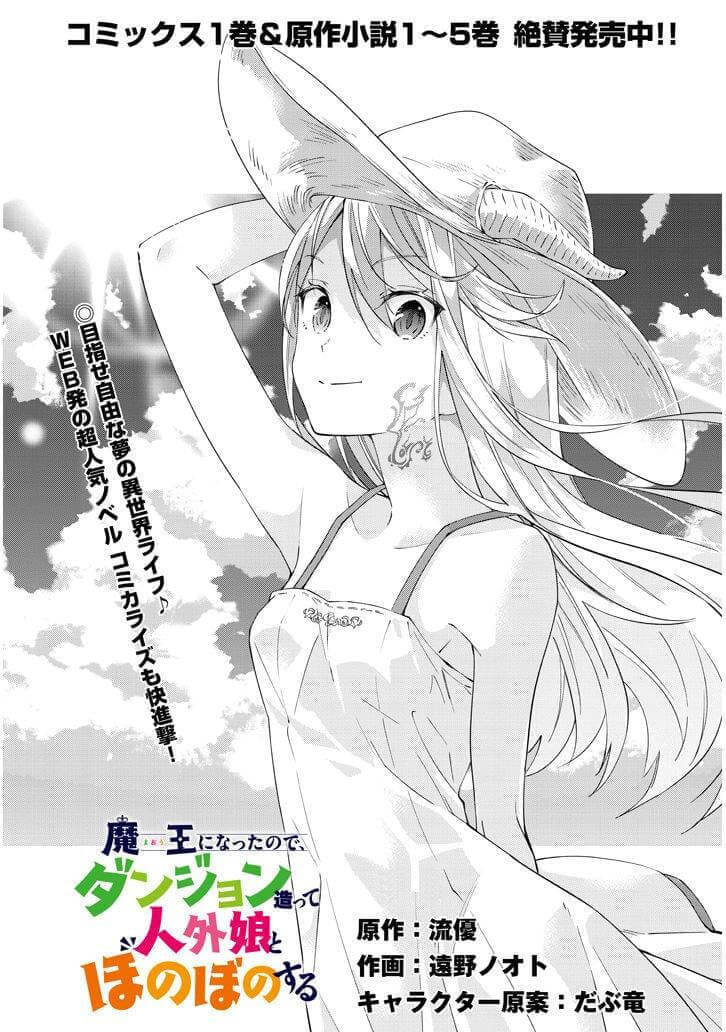 コミックス1巻&原作小説1〜5巻 絶賛発売中!!
◎目指せ自由な夢の異世界ライフ♪
WEB発の超人気ノベル コミカライズも快進撃!
魔王になったので、
まおう
ダンジョン造って
人外娘と
ほのぼのする
原作:流優
作画:遠野ノオト
キャラクター原案:だぶ竜